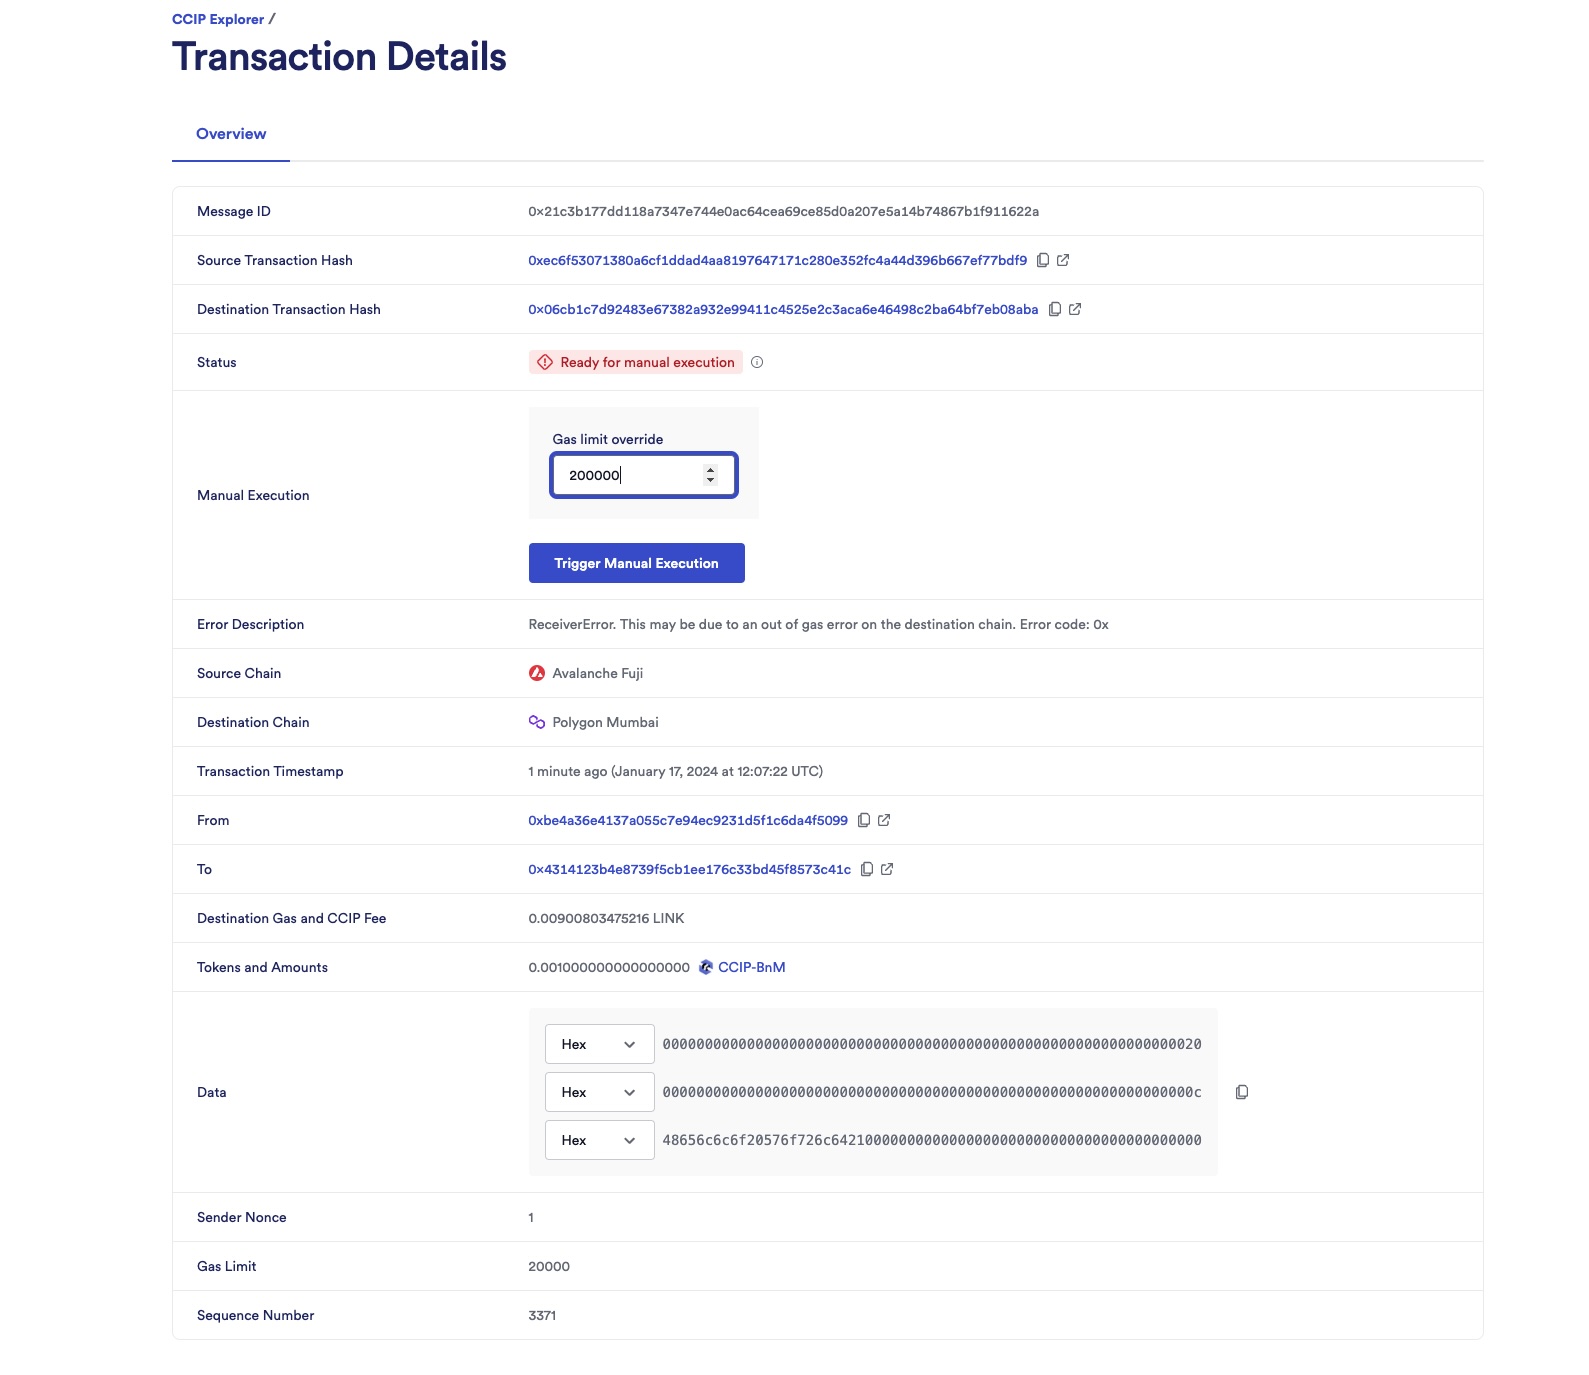 CCIP Explorer /
Transaction Details
Overview
Message ID 0x21c3b177dd118a7347e744e0ac64cea69ce85d0a207e5a14b74867b1f911622a
Source Transaction Hash 0xec6f53071380a6cf1ddad4aa8197647171c280e352fc4a44d396b667ef77bdf9
Destination Transaction Hash 0x06cb1c7d92483e67382a932e99411c4525e2c3aca6e46498c2ba64bf7eb08aba
Status Ready for manual execution
Manual Execution
Gas limit override
200000
Trigger Manual Execution
Error Description ReceiverError. This may be due to an out of gas error on the destination chain. Error code: 0x
Source Chain Avalanche Fuji
Destination Chain Polygon Mumbai
Transaction Timestamp 1 minute ago (January 17, 2024 at 12:07:22 UTC)
From 0xbe4a36e4137a055c7e94ec9231d5f1c6da4f5099
To 0x4314123b4e8739f5cb1ee176c33bd45f8573c41c
Destination Gas and CCIP Fee 0.00900803475216 LINK
Tokens and Amounts 0.001000000000000000 CCIP-BnM
Data
Hex 0000000000000000000000000000000000000000000000000000000000000020
Hex 000000000000000000000000000000000000000000000000000000000000000c
Hex 48656c6c6f20576f726c64210000000000000000000000000000000000000000
Sender Nonce 1
Gas Limit 20000
Sequence Number 3371